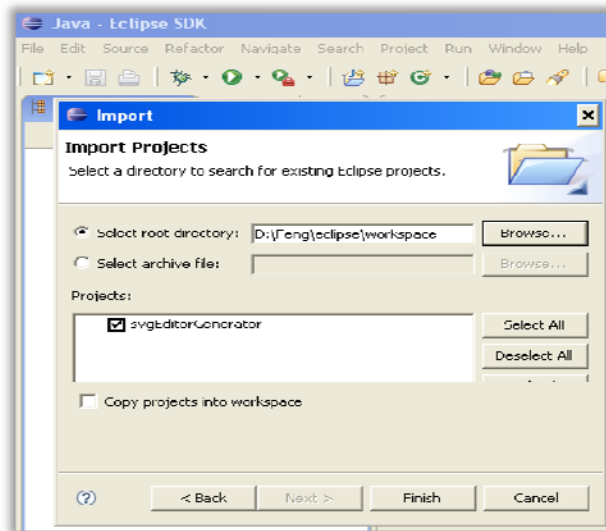 Java - Eclipse SDK
File Edit Source Refactor Navigate Search Project Run Window Help
Import
Import Projects
Select a directory to search for existing Eclipse projects.
Select root directory: D:\Feng\eclipse\workspace Browse...
Select archive file: Browse...
Projects:
svgEditorGenerator Select All
Deselect All
Copy projects into workspace
< Back Next > Finish Cancel